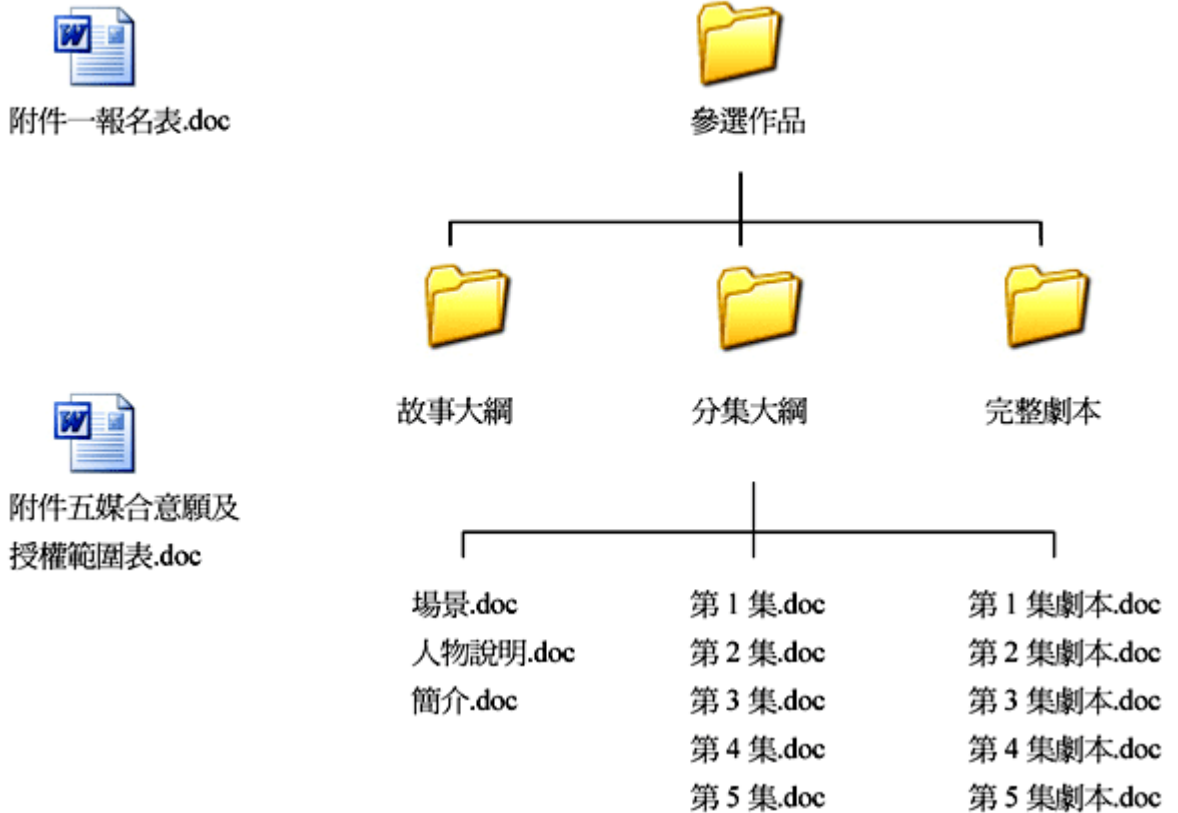 附件一報名表.doc
參選作品
故事大綱
分集大綱
完整劇本
附件五媒合意願及
授權範圍表.doc
場景.doc
人物說明.doc
簡介.doc
第 1 集.doc
第 2 集.doc
第 3 集.doc
第 4 集.doc
第 5 集.doc
第 1 集劇本.doc
第 2 集劇本.doc
第 3 集劇本.doc
第 4 集劇本.doc
第 5 集劇本.doc